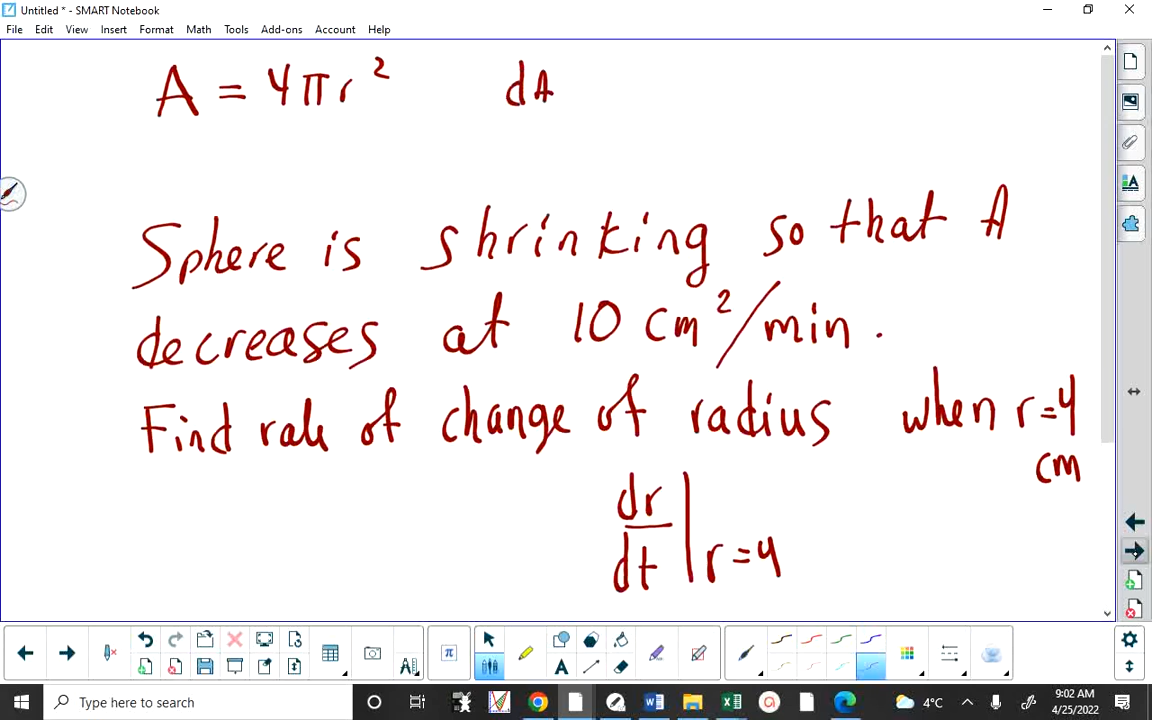 Untitled * - SMART Notebook
File Edit View Insert Format Math Tools Add-ons Account Help
A = 4πr² dA
Sphere is shrinking so that A
decreases at 10 cm²/min.
Find rate of change of radius when r=4
cm
dr/dt | r=4
π
A
Type here to search
4°C
9:02 AM
4/25/2022